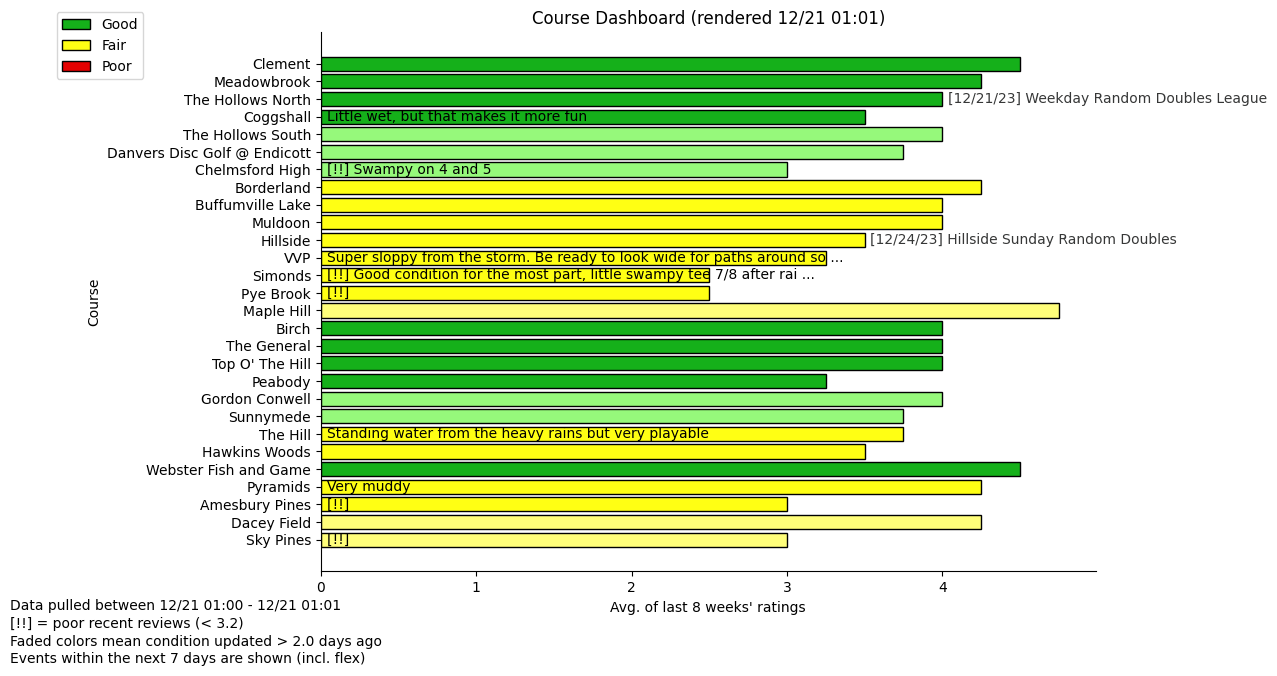 Course Dashboard (rendered 12/21 01:01)
Good
Fair
Poor
Course
Clement
Meadowbrook
The Hollows North [12/21/23] Weekday Random Doubles League
Coggshall Little wet, but that makes it more fun
The Hollows South
Danvers Disc Golf @ Endicott
Chelmsford High [!!] Swampy on 4 and 5
Borderland
Buffumville Lake
Muldoon
Hillside [12/24/23] Hillside Sunday Random Doubles
VVP Super sloppy from the storm. Be ready to look wide for paths around so ...
Simonds [!!] Good condition for the most part, little swampy tee 7/8 after rai ...
Pye Brook [!!]
Maple Hill
Birch
The General
Top O' The Hill
Peabody
Gordon Conwell
Sunnymede
The Hill Standing water from the heavy rains but very playable
Hawkins Woods
Webster Fish and Game
Pyramids Very muddy
Amesbury Pines [!!]
Dacey Field
Sky Pines [!!]
0 1 2 3 4
Avg. of last 8 weeks' ratings
Data pulled between 12/21 01:00 - 12/21 01:01
[!!] = poor recent reviews (< 3.2)
Faded colors mean condition updated > 2.0 days ago
Events within the next 7 days are shown (incl. flex)